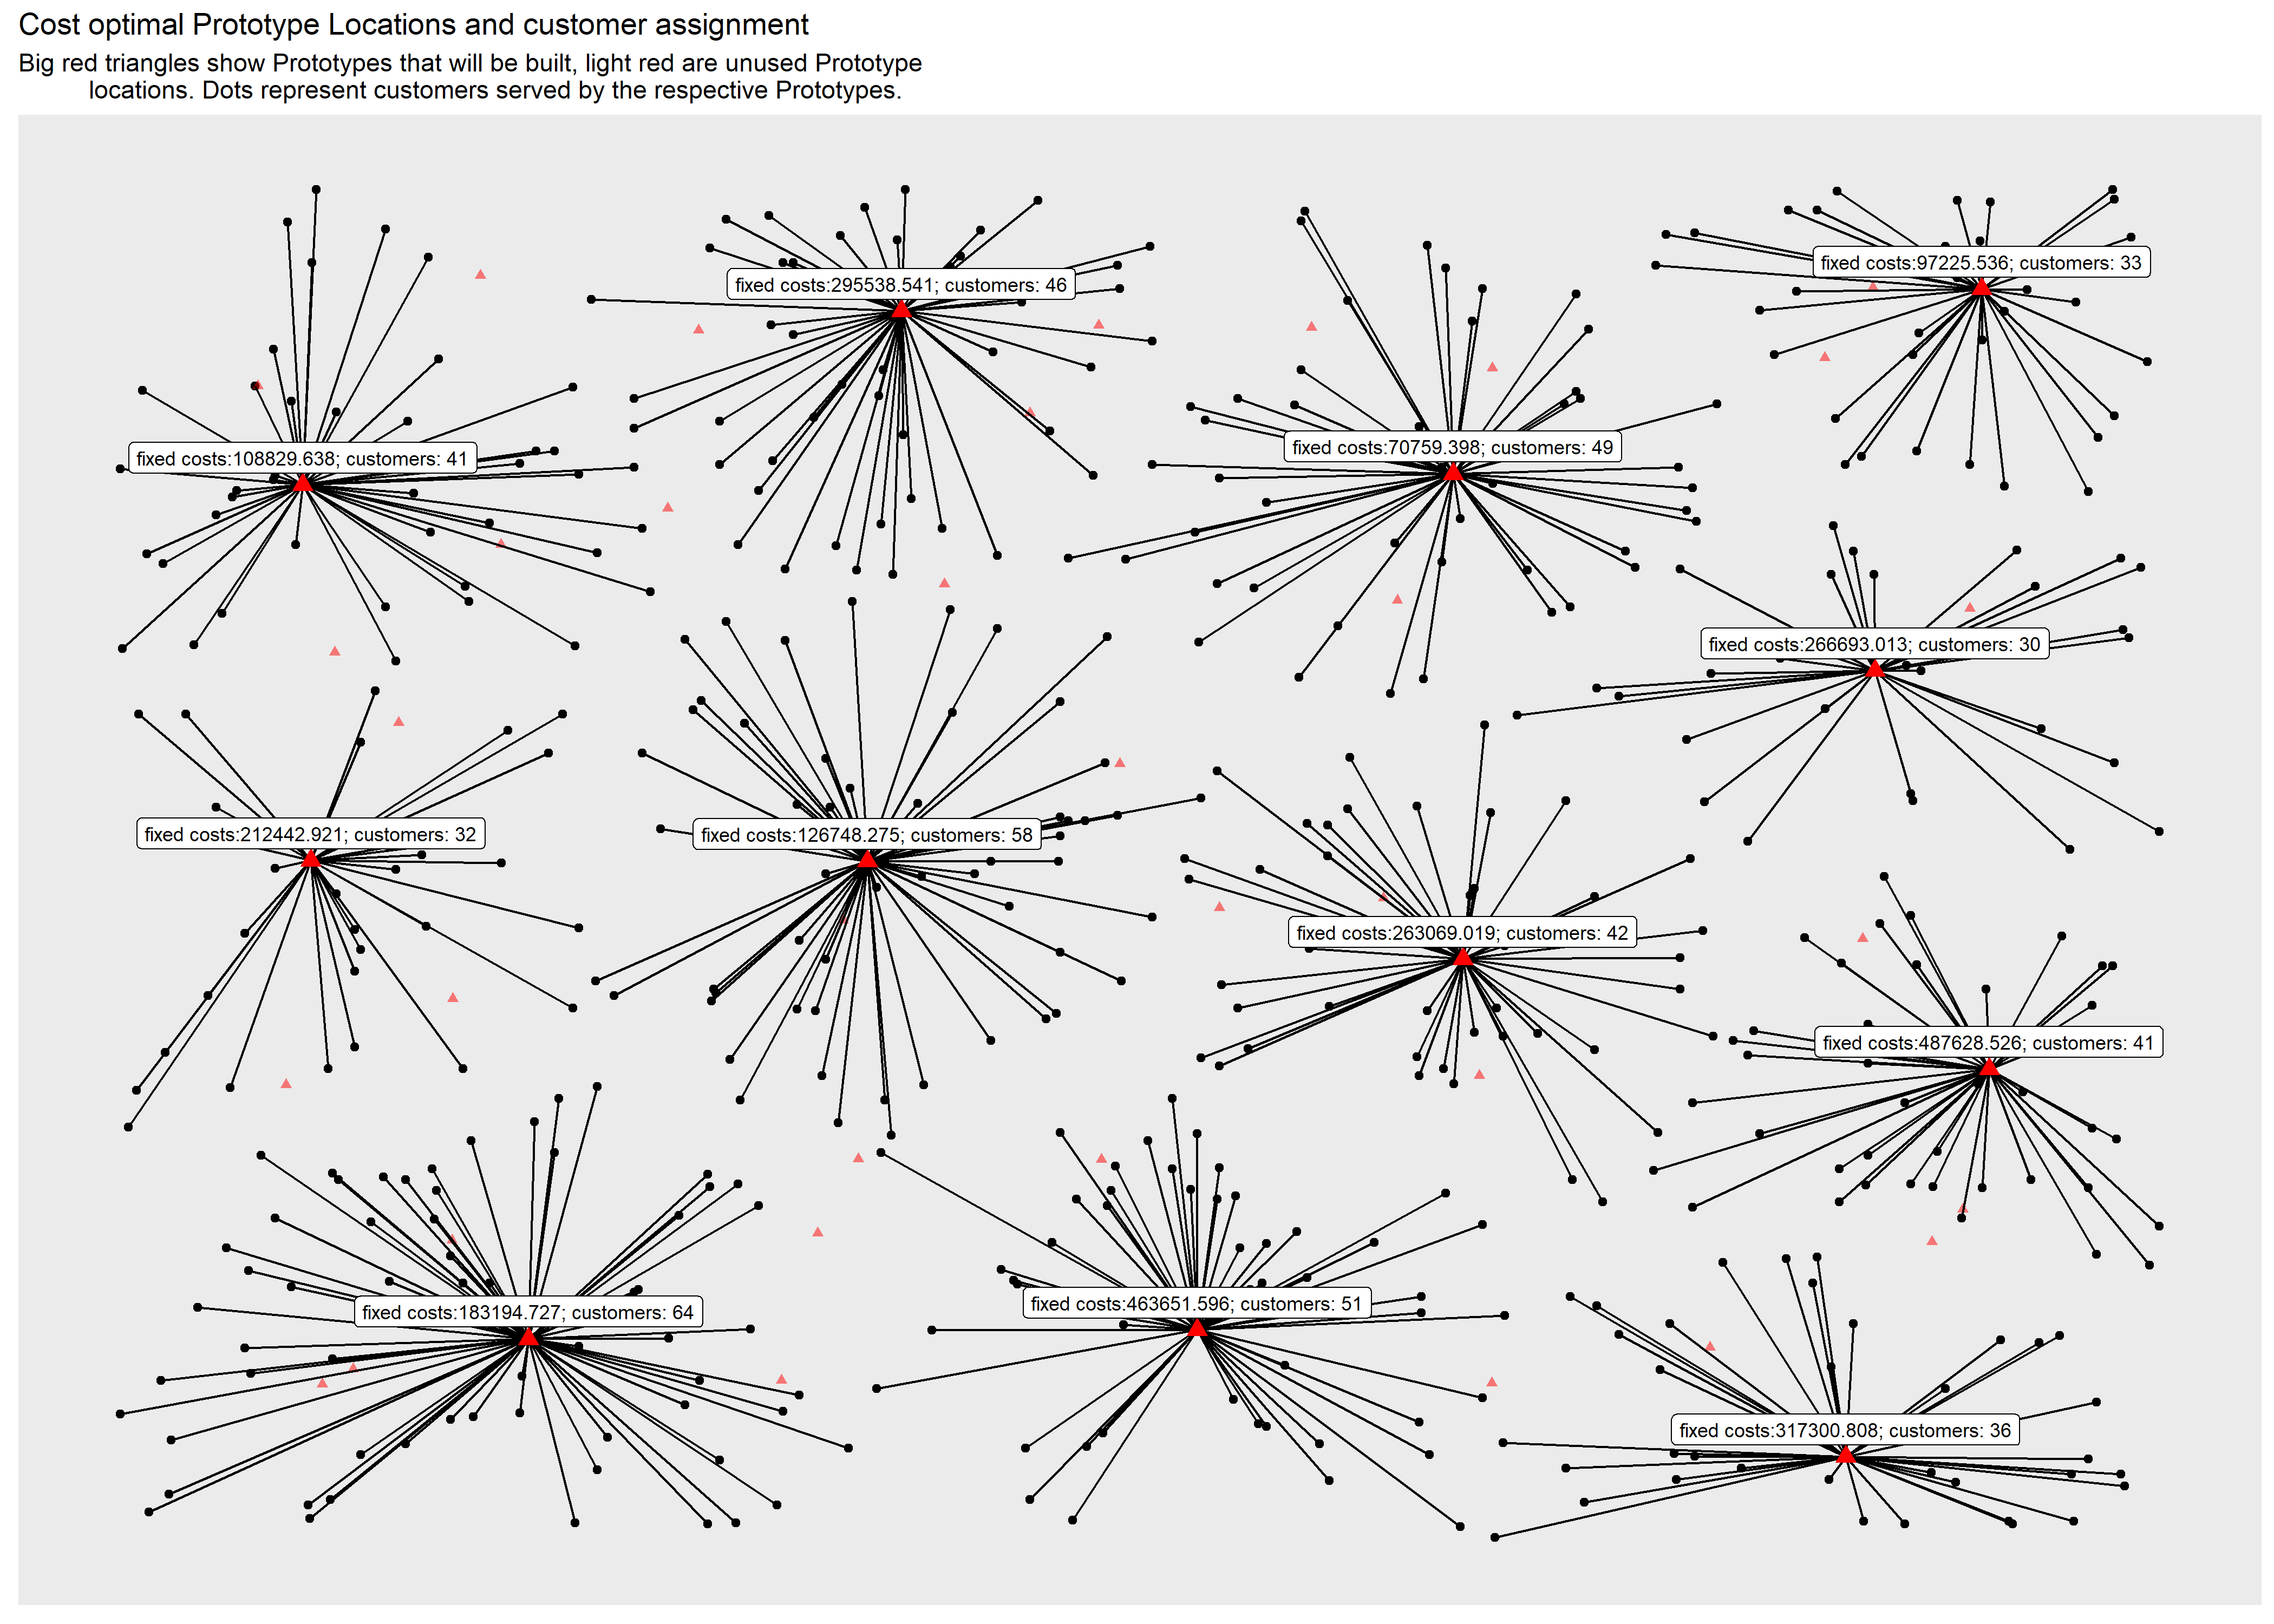 Cost optimal Prototype Locations and customer assignment
Big red triangles show Prototypes that will be built, light red are unused Prototype
locations. Dots represent customers served by the respective Prototypes.
fixed costs:97225.536; customers: 33
fixed costs:295538.541; customers: 46
fixed costs:70759.398; customers: 49
fixed costs:108829.638; customers: 41
fixed costs:266693.013; customers: 30
fixed costs:212442.921; customers: 32
fixed costs:126748.275; customers: 58
fixed costs:263069.019; customers: 42
fixed costs:487628.526; customers: 41
fixed costs:463651.596; customers: 51
fixed costs:183194.727; customers: 64
fixed costs:317300.808; customers: 36